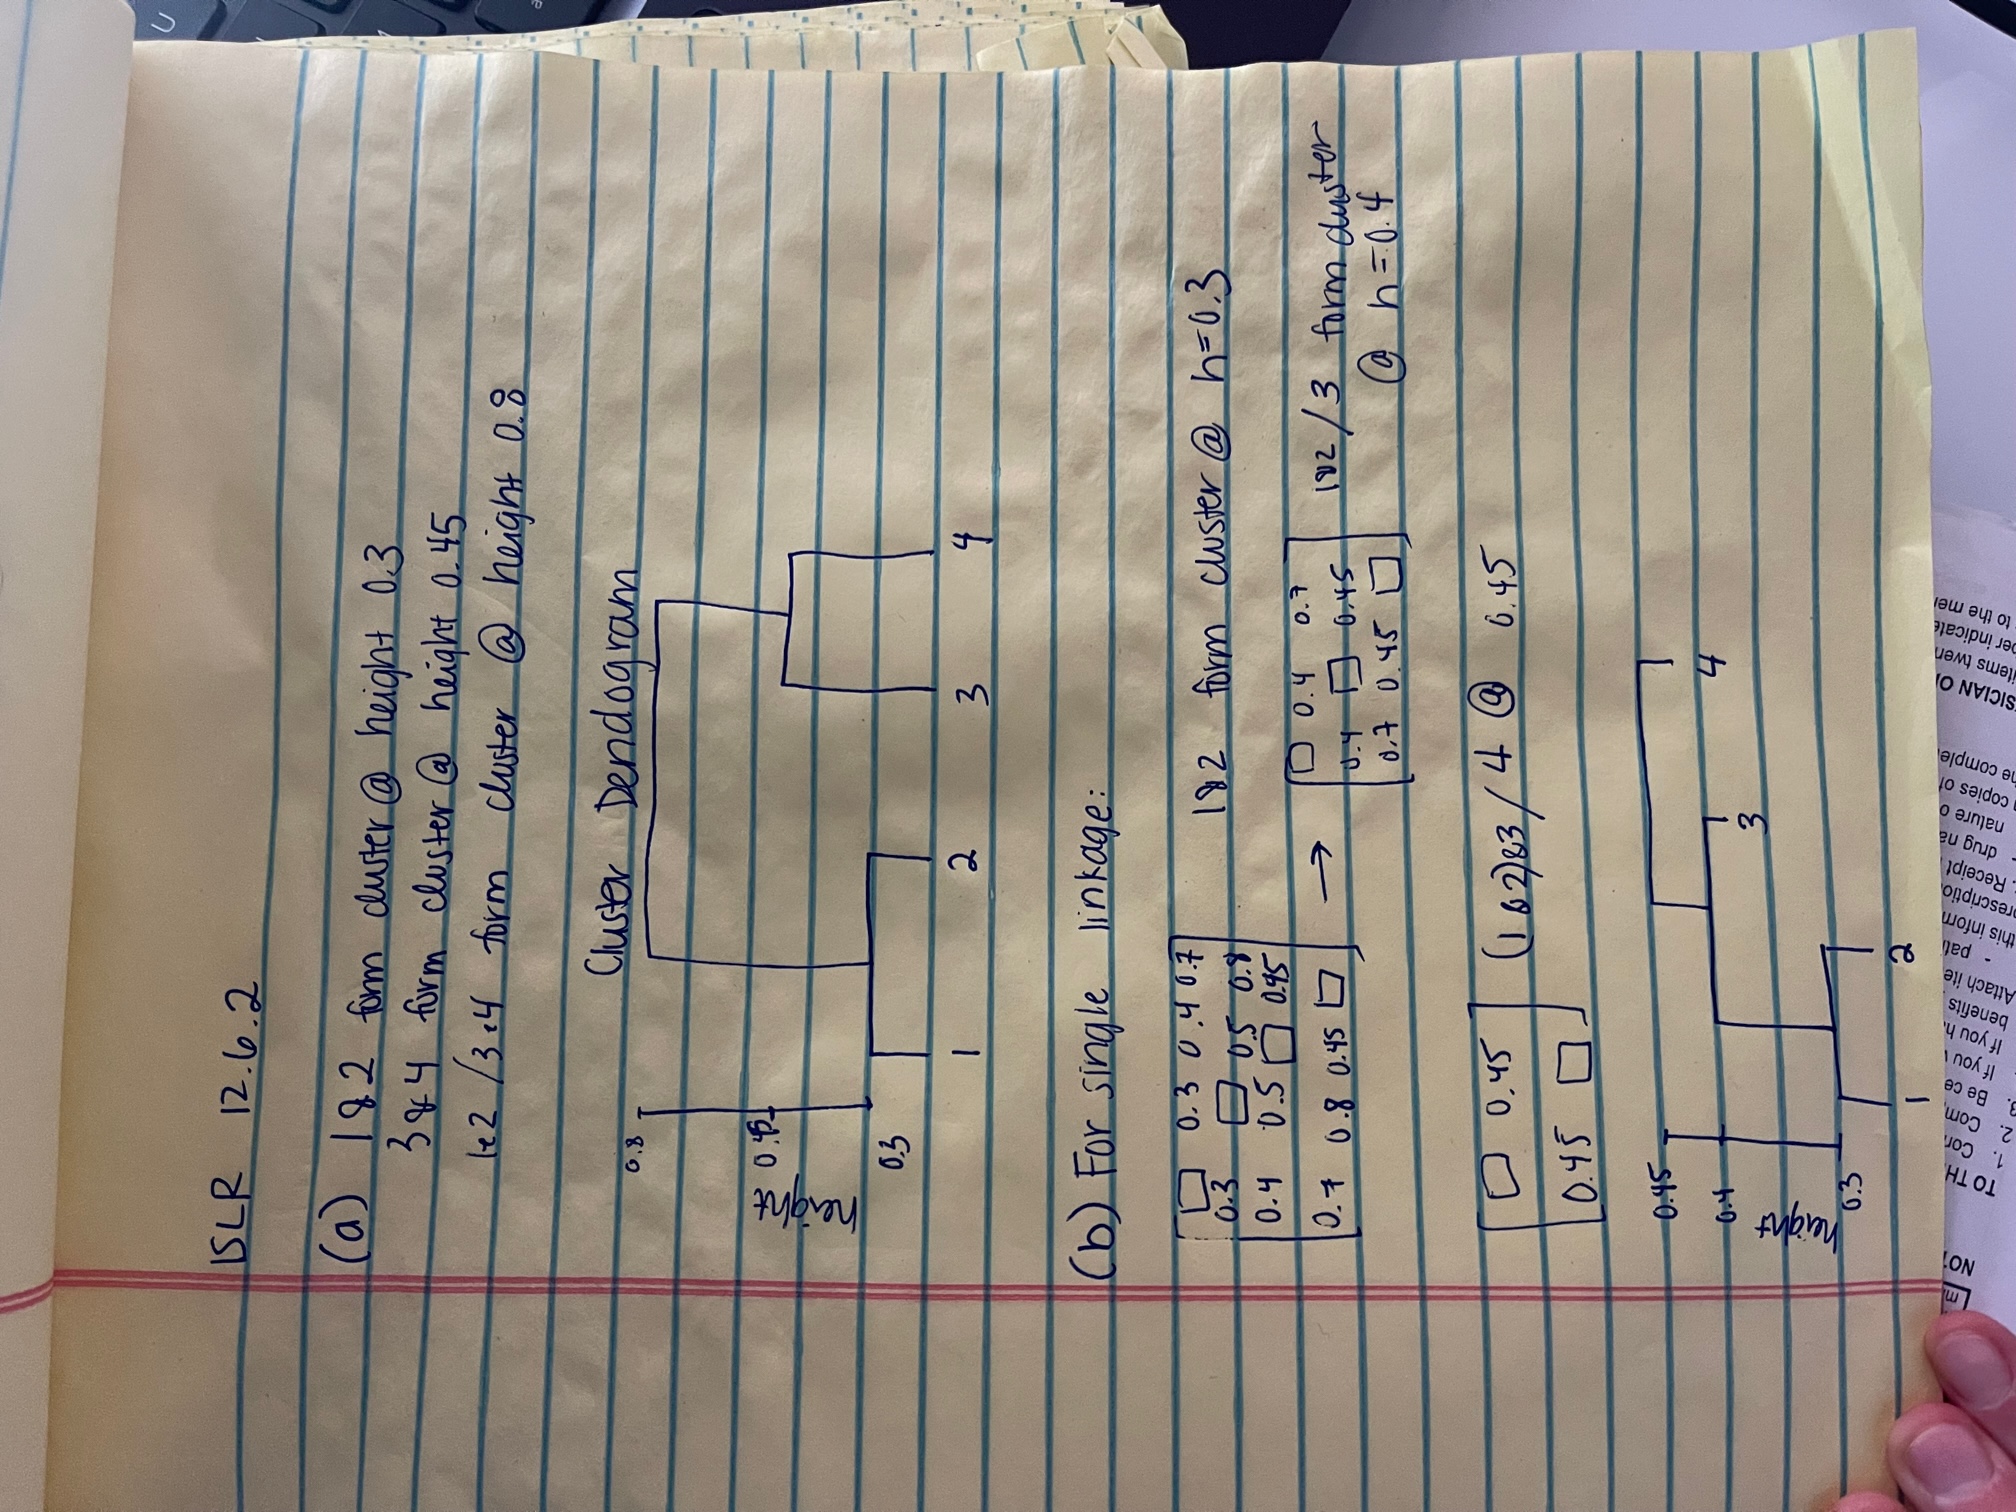 ISLR 12.6.2
(a) 1&2 form cluster @ height 0.3
3&4 form cluster @ height 0.45
1&2 /3&4 form cluster @ height 0.8
Cluster Dendogram
0.8
0.45
height
0.3
1 2 3 4
(b) For single linkage:
□ 0.3 0.4 0.7
0.3 □ 0.5 0.8
0.4 0.5 □ 0.45
0.7 0.8 0.45 □
1&2 form cluster @ h=0.3
→
□ 0.4 0.7
0.4 □ 0.45
0.7 0.45 □
1&2/3 form cluster
@ h=0.4
□ 0.45
0.45 □
(1&2)&3/4 @ 0.45
0.45
0.4
height
0.3
4
3
1 2
NO
TO TH
1. Con
2. Com
3. Be ce
If you
If you h
benefits
Attach ite
- pati
this inform
prescriptio
Receipt
- drug na
nature o
copies of
he comple
SICIAN O
items twen
per indicate
to the me
U